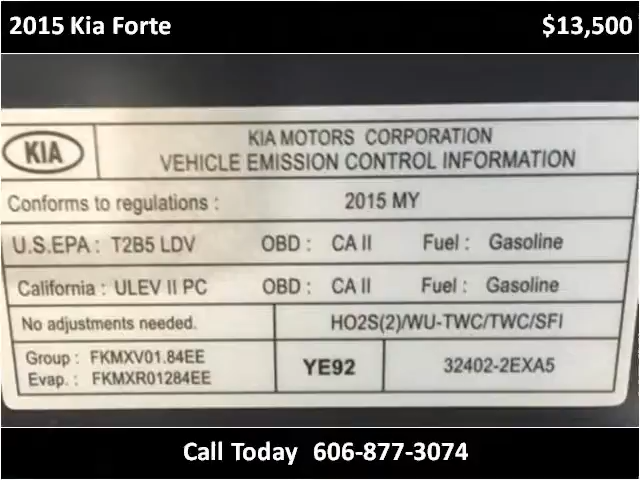 2015 Kia Forte $13,500
KIA
KIA MOTORS CORPORATION
VEHICLE EMISSION CONTROL INFORMATION
Conforms to regulations : 2015 MY
U.S.EPA : T2B5 LDV OBD : CA II Fuel : Gasoline
California : ULEV II PC OBD : CA II Fuel : Gasoline
No adjustments needed. HO2S(2)/WU-TWC/TWC/SFI
Group : FKMXV01.84EE
Evap. : FKMXR01284EE
YE92 32402-2EXA5
Call Today 606-877-3074